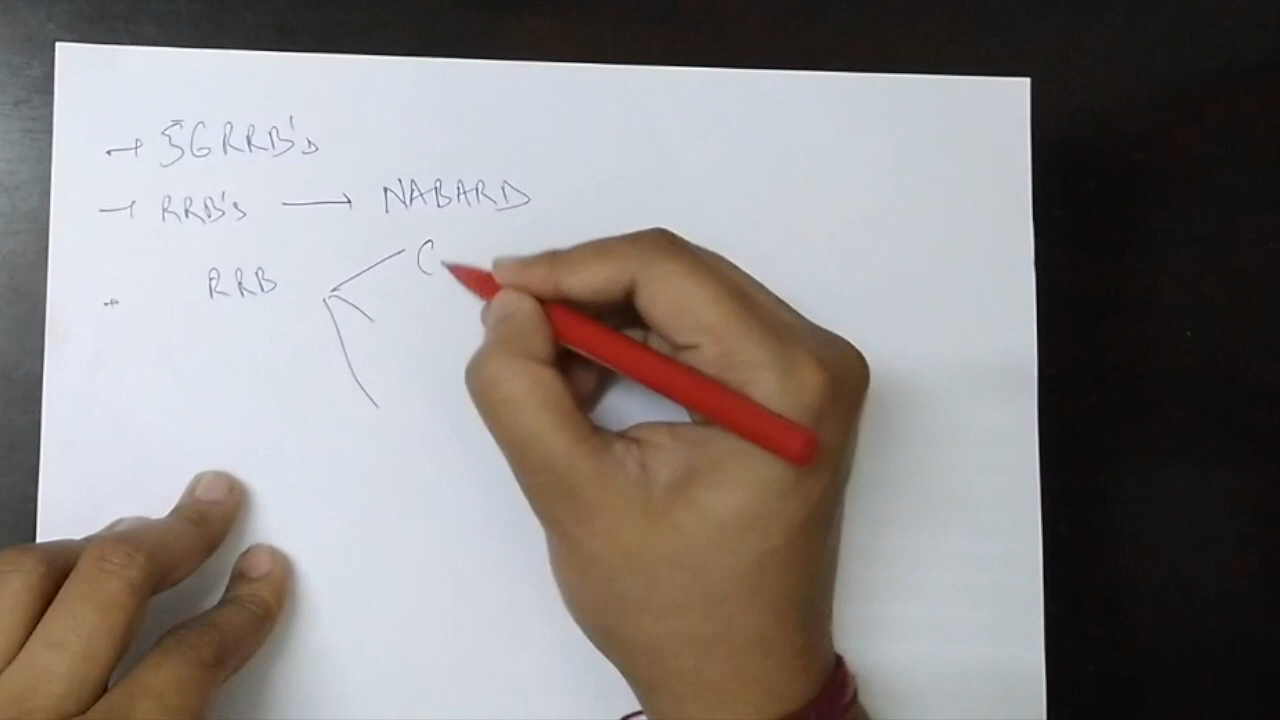 → 56 RRB's
→ RRB's → NABARD
RRB C